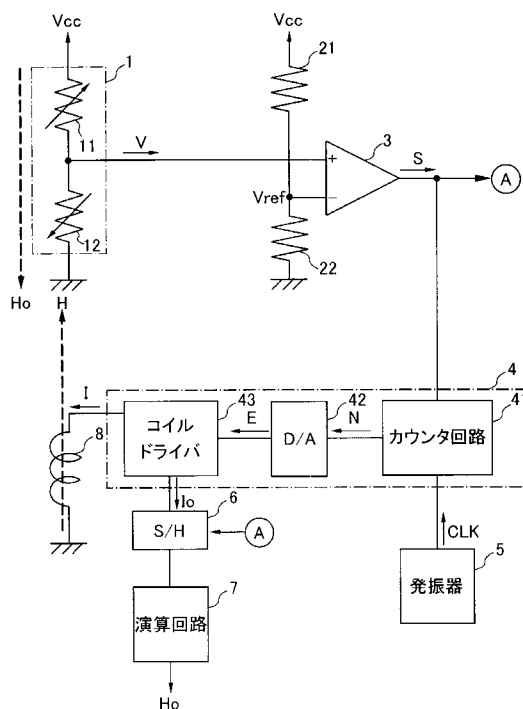 Vcc
1
11
12
V
Ho
H
Vcc
21
3
S
A
+
−
Vref
22
4
I
43
コイル
ドライバ
E
42
D/A
N
41
カウンタ回路
8
Io
6
S/H
A
CLK
5
発振器
7
演算回路
Ho